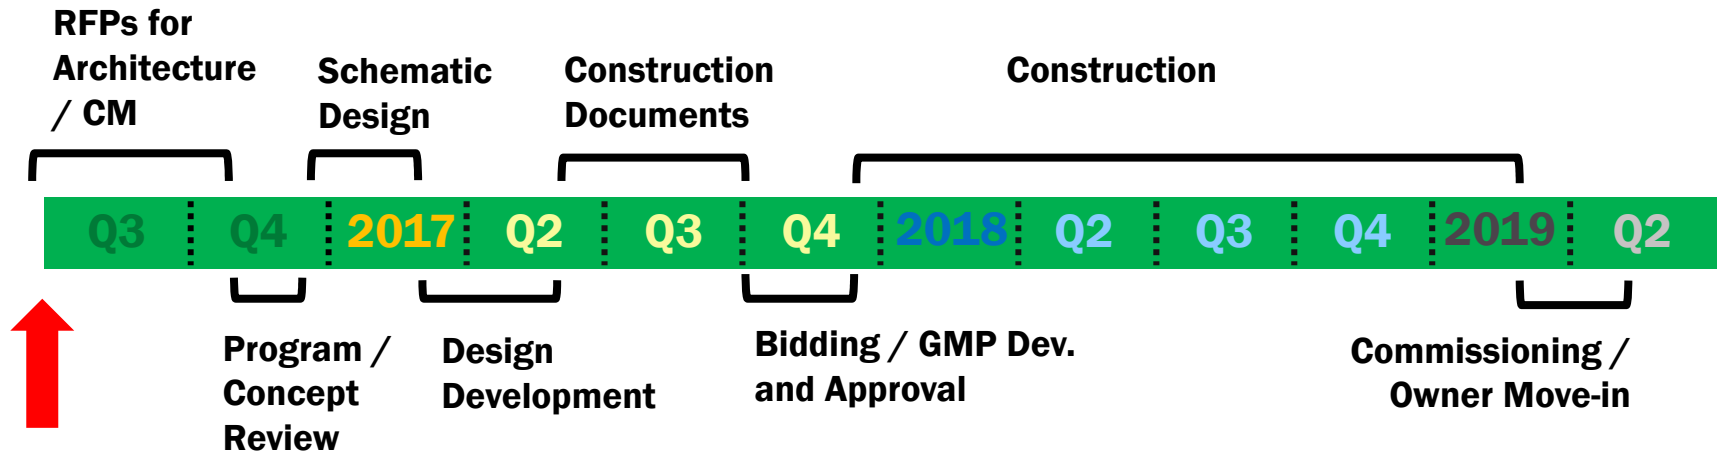 RFPs for
Architecture
/ CM
Schematic
Design
Construction
Documents
Construction
Q3 Q4 2017 Q2 Q3 Q4 2018 Q2 Q3 Q4 2019 Q2
Program /
Concept
Review
Design
Development
Bidding / GMP Dev.
and Approval
Commissioning /
Owner Move-in